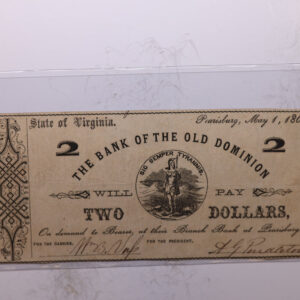 State of Virginia. Pearisburg, May 1, 186
2 2
THE BANK OF THE OLD DOMINION
SIC SEMPER TYRANNIS.
WILL PAY
TWO DOLLARS,
On demand to Bearer, at their Branch Bank at Pearisburg
FOR THE CASHIER, FOR THE PRESIDENT,